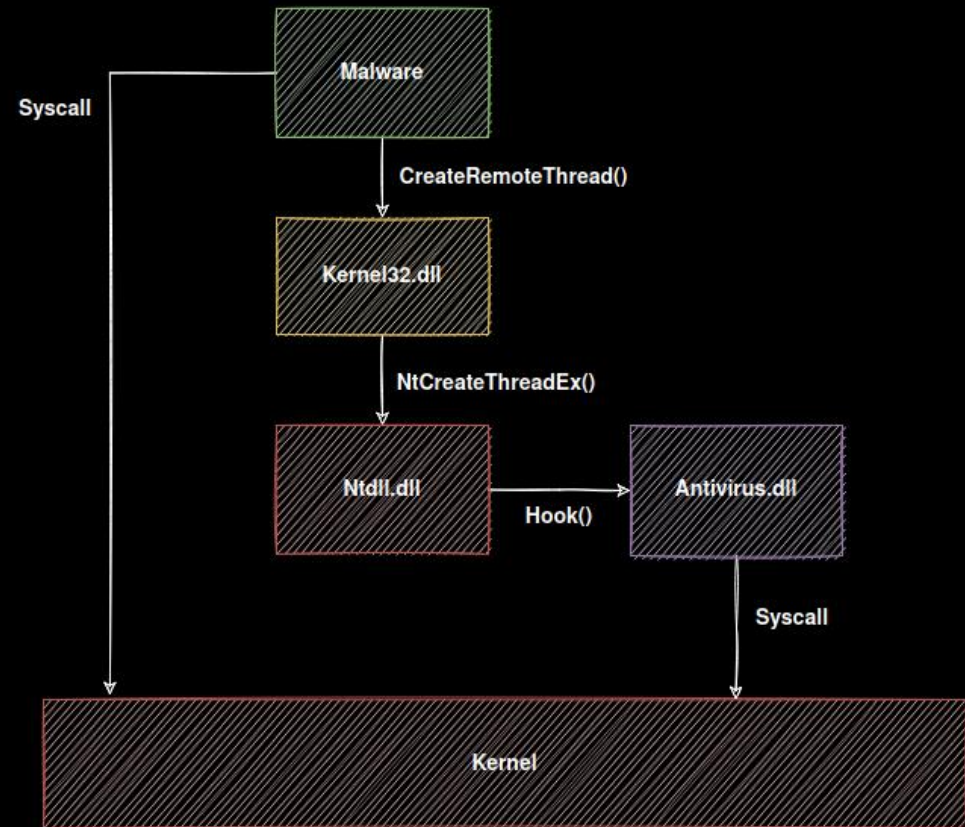 Malware
Syscall
CreateRemoteThread()
Kernel32.dll
NtCreateThreadEx()
Ntdll.dll
Antivirus.dll
Hook()
Syscall
Kernel